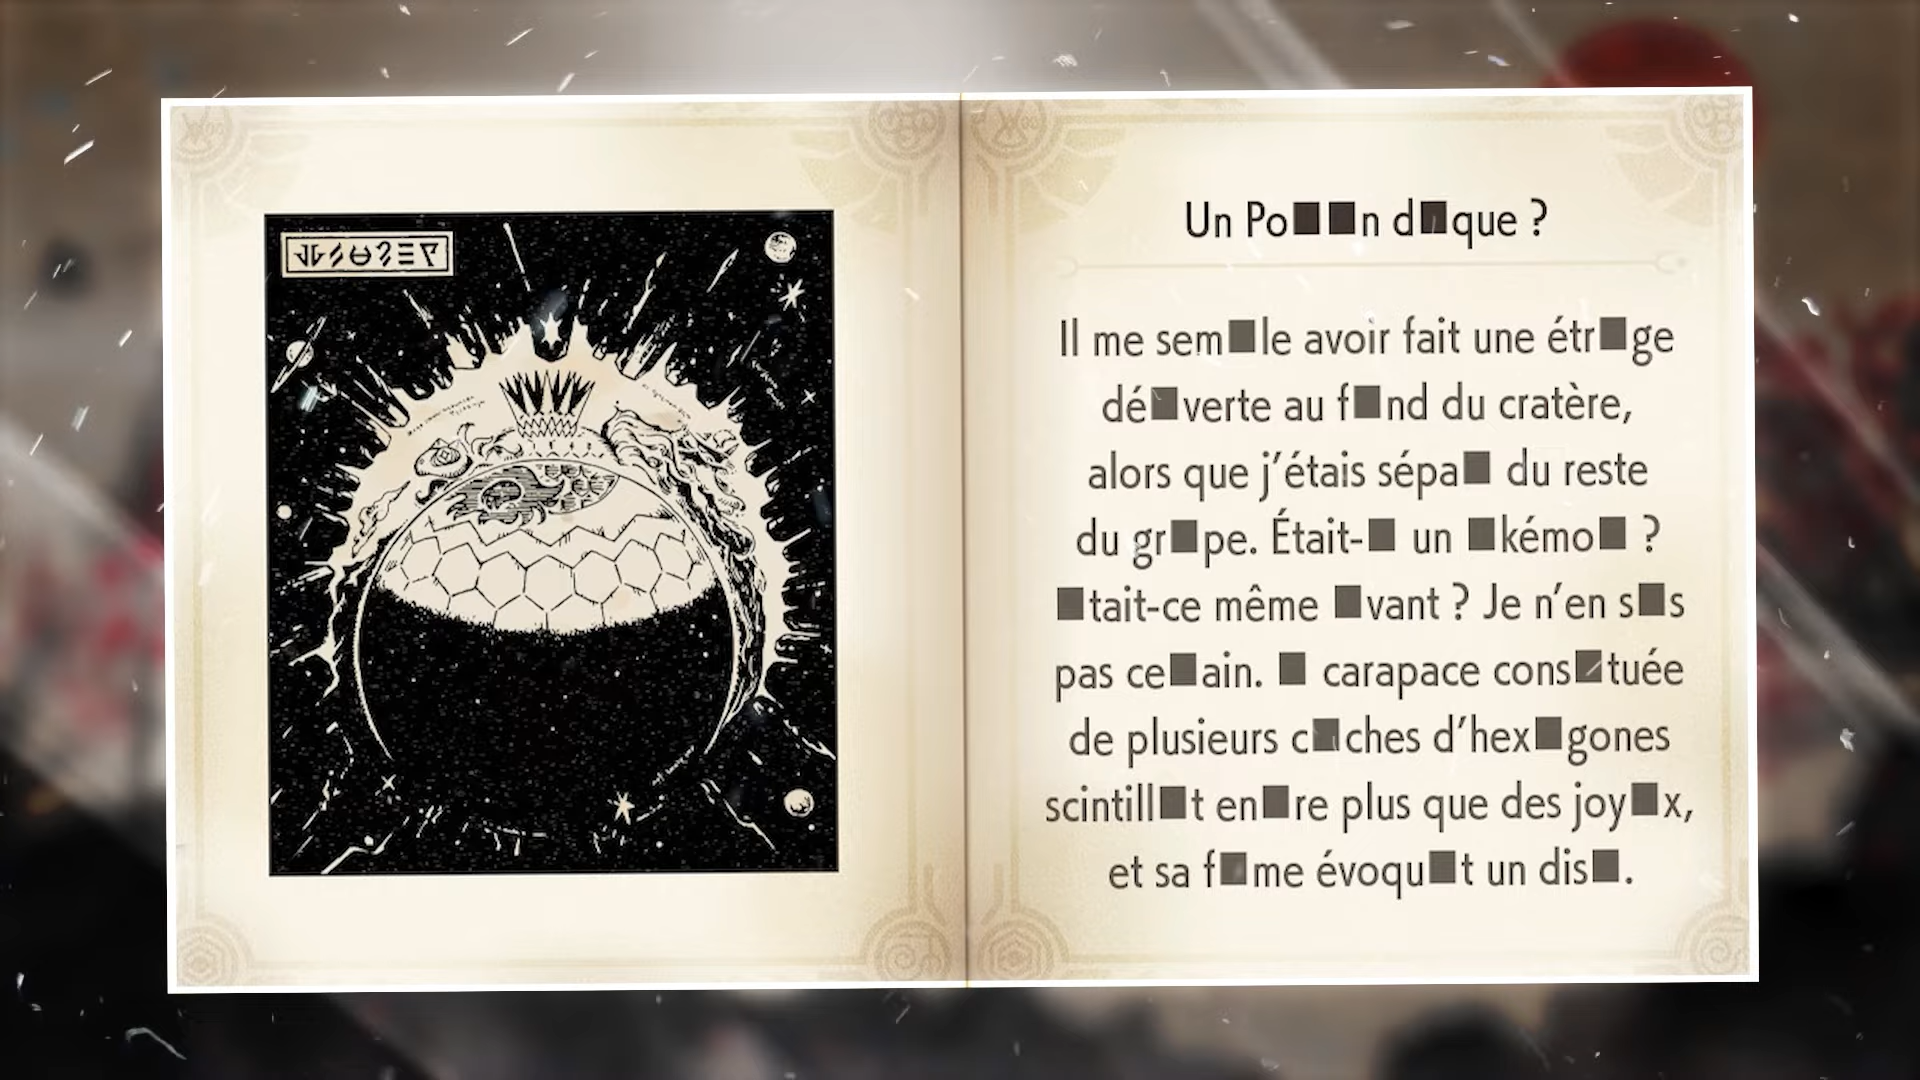 Un Po■■n d■que ?
Il me sem■le avoir fait une étr■ge
dé■verte au f■nd du cratère,
alors que j’étais sépa■ du reste
du gr■pe. Était-■ un ■kémo■ ?
■tait-ce même ■vant ? Je n’en s■s
pas ce■ain. ■ carapace cons■tuée
de plusieurs c■ches d’hex■gones
scintill■t en■re plus que des joy■x,
et sa f■me évoqu■t un dis■.